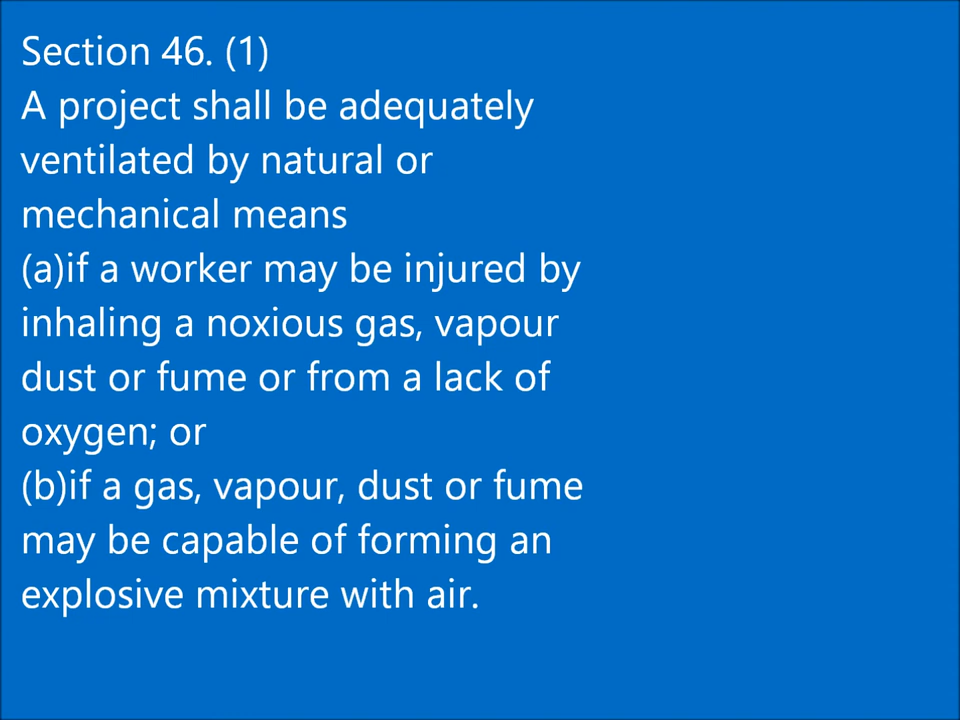 Section 46. (1)
A project shall be adequately
ventilated by natural or
mechanical means
(a)if a worker may be injured by
inhaling a noxious gas, vapour
dust or fume or from a lack of
oxygen; or
(b)if a gas, vapour, dust or fume
may be capable of forming an
explosive mixture with air.